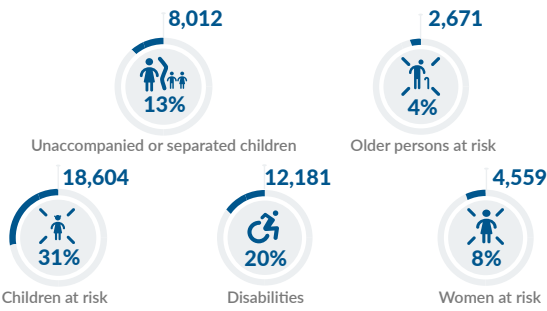 8,012
13%
Unaccompanied or separated children
2,671
4%
Older persons at risk
18,604
31%
Children at risk
12,181
20%
Disabilities
4,559
8%
Women at risk